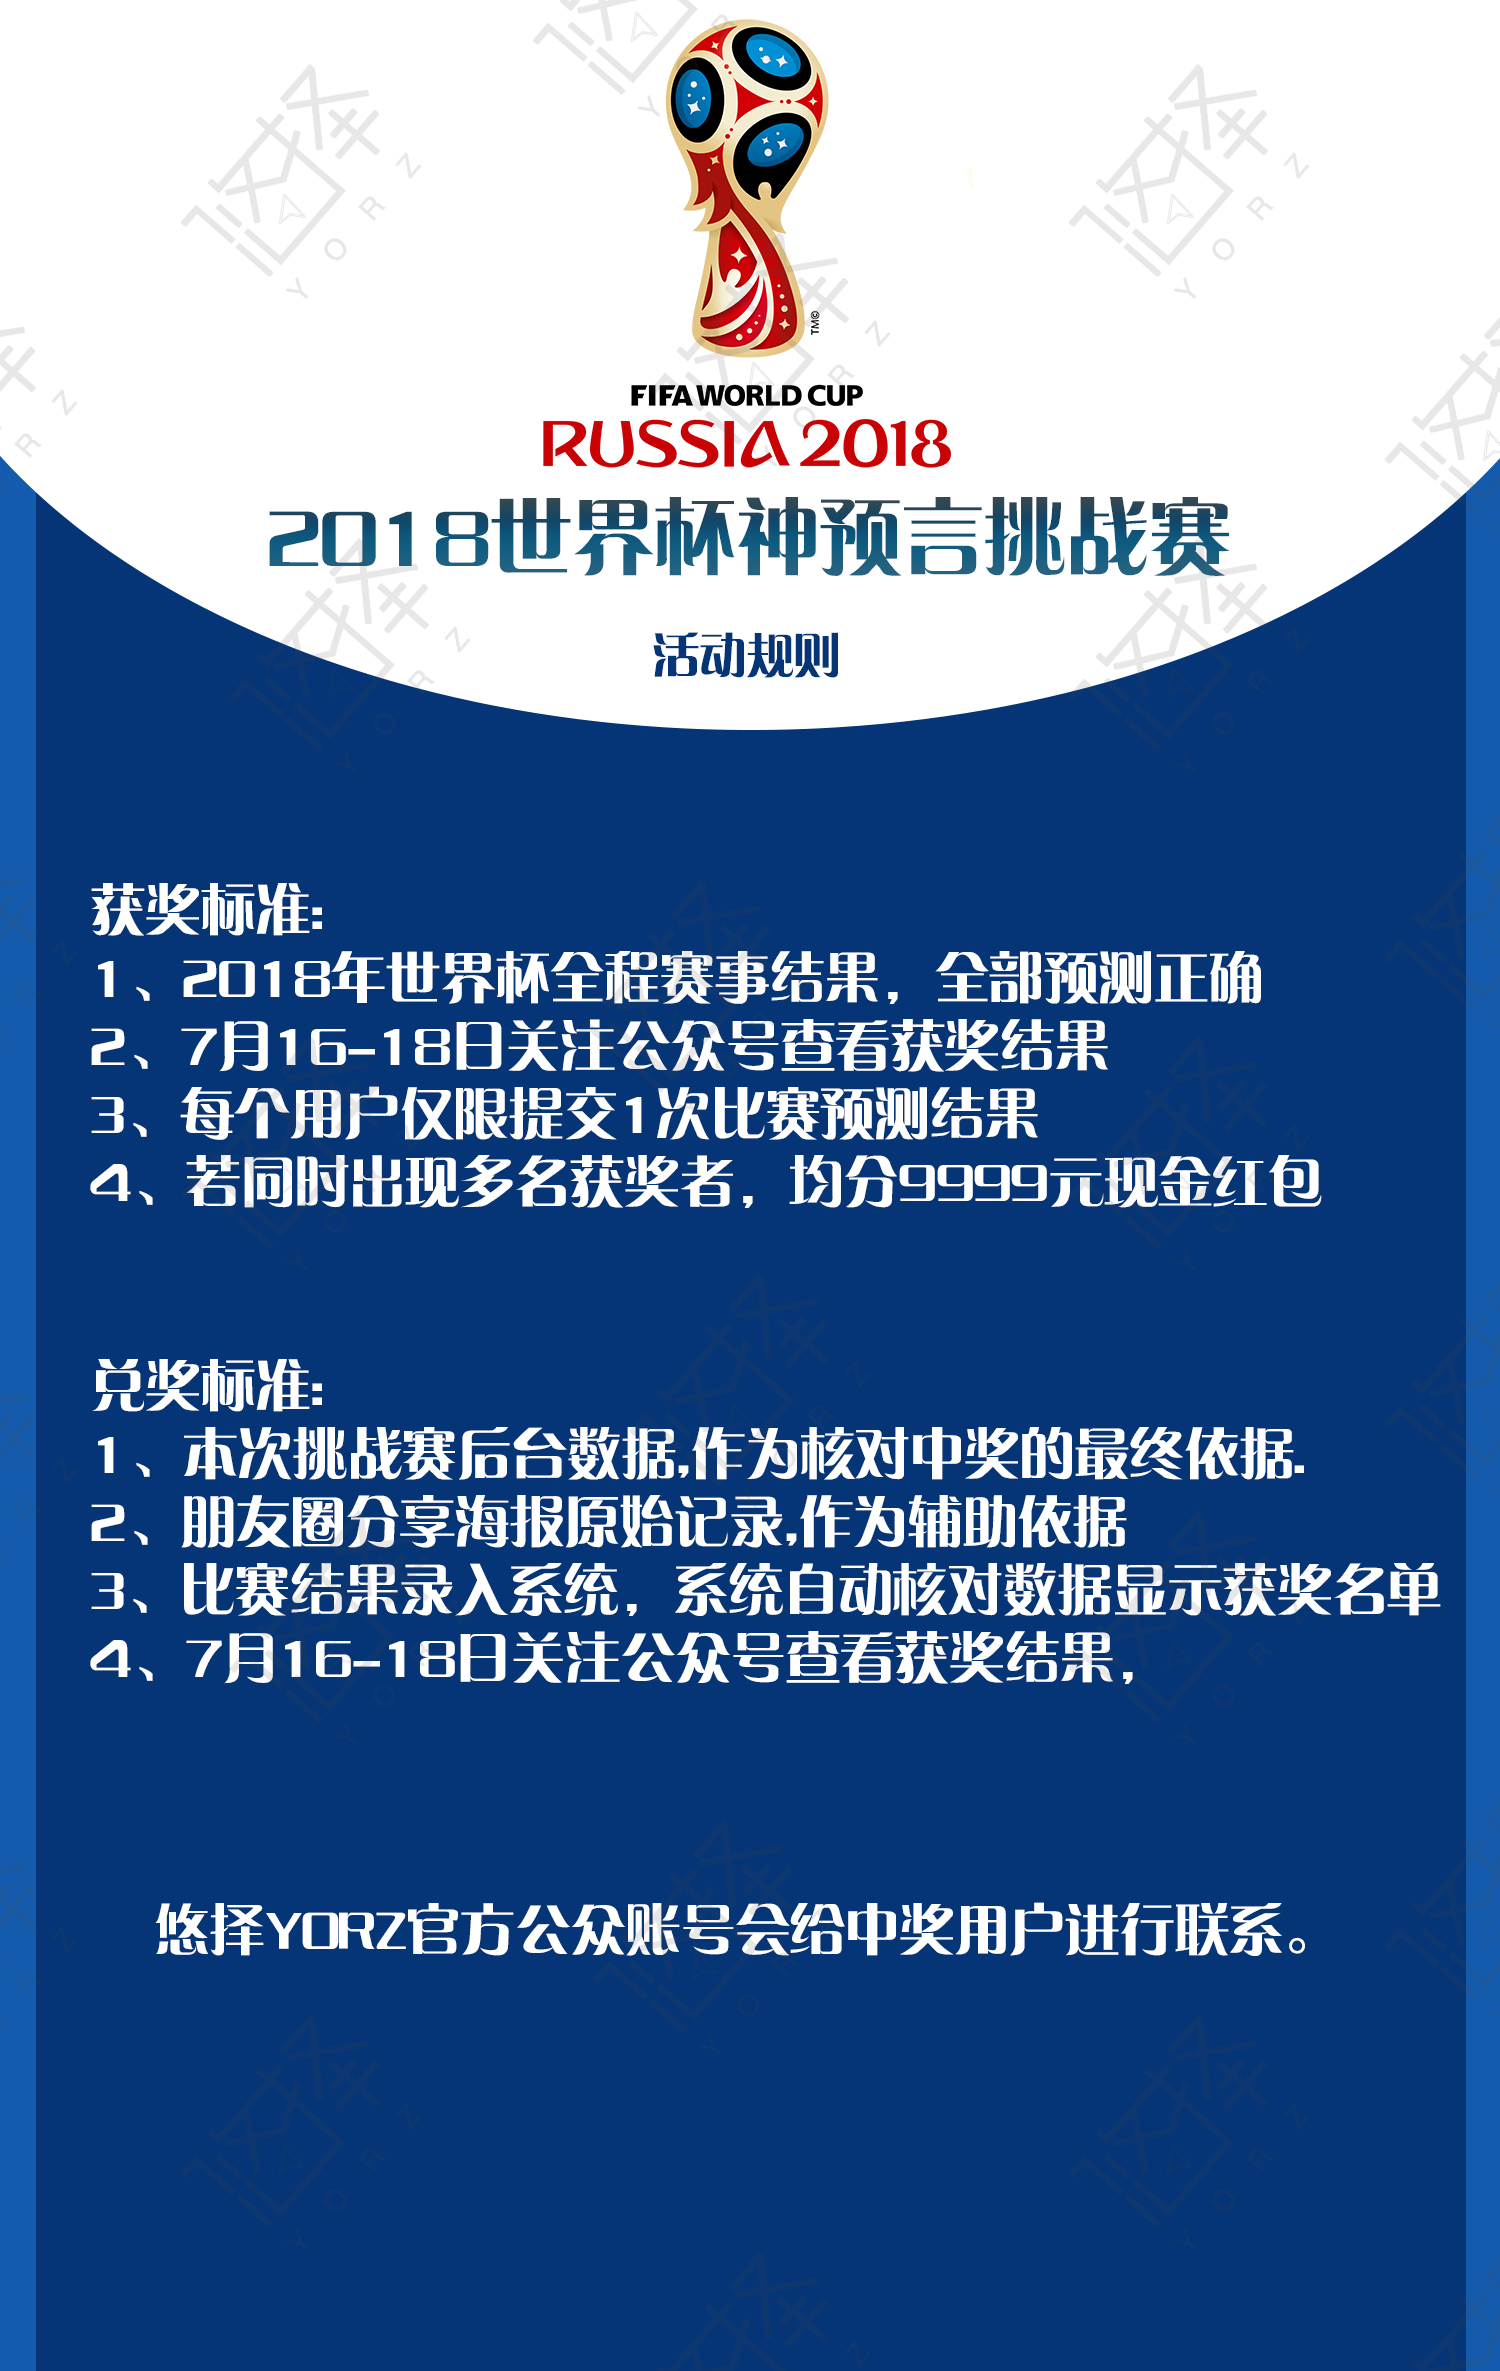 TM©
FIFA WORLD CUP
RUSSIA 2018
2018世界杯神预言挑战赛
活动规则
获奖标准:
1、2018年世界杯全程赛事结果，全部预测正确
2、7月16-18日关注公众号查看获奖结果
3、每个用户仅限提交1次比赛预测结果
4、若同时出现多名获奖者，均分9999元现金红包
兑奖标准:
1、本次挑战赛后台数据,作为核对中奖的最终依据.
2、朋友圈分享海报原始记录,作为辅助依据
3、比赛结果录入系统，系统自动核对数据显示获奖名单
4、7月16-18日关注公众号查看获奖结果，
悠择YORZ官方公众账号会给中奖用户进行联系。